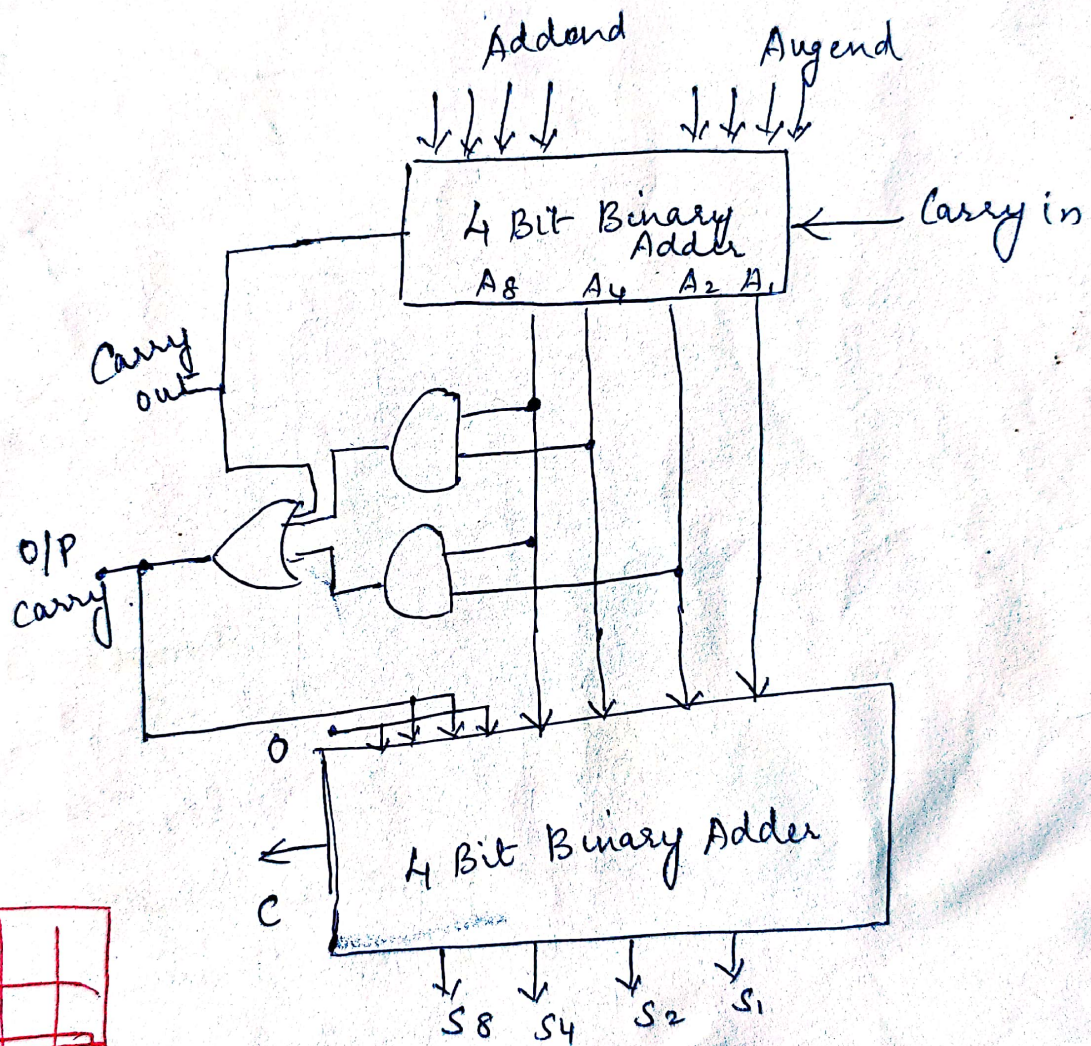 Addend
Augend
4 Bit Binary
Adder
Carry in
A8 A4 A2 A1
Carry
out
O/P
carry
0
4 Bit Binary Adder
C
S8 S4 S2 S1